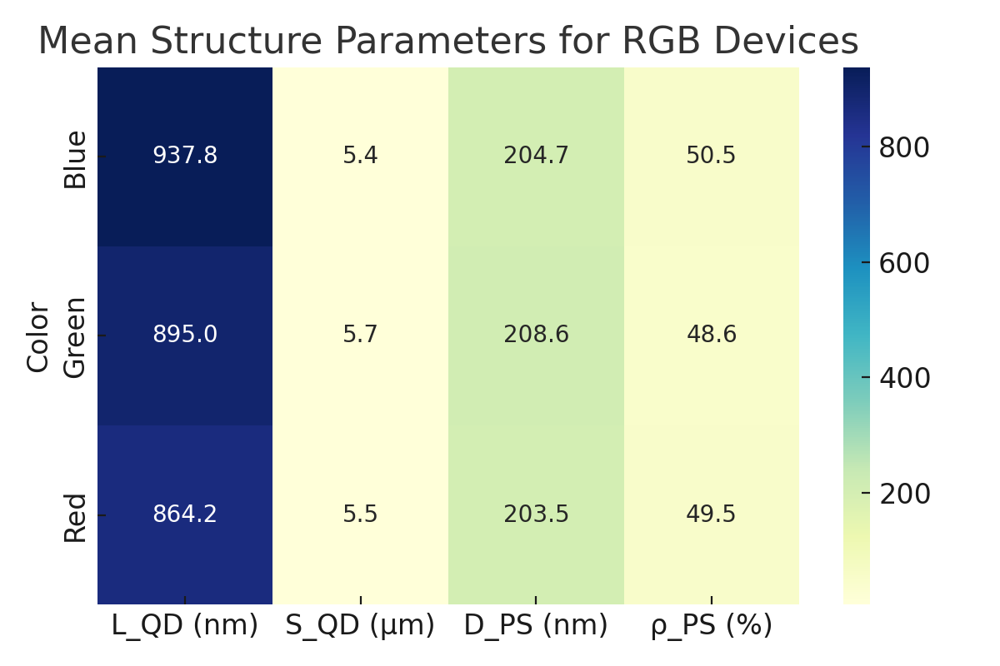 Mean Structure Parameters for RGB Devices
Color
Blue
937.8 5.4 204.7 50.5
Green
895.0 5.7 208.6 48.6
Red
864.2 5.5 203.5 49.5
L_QD (nm) S_QD (μm) D_PS (nm) ρ_PS (%)
800
600
400
200